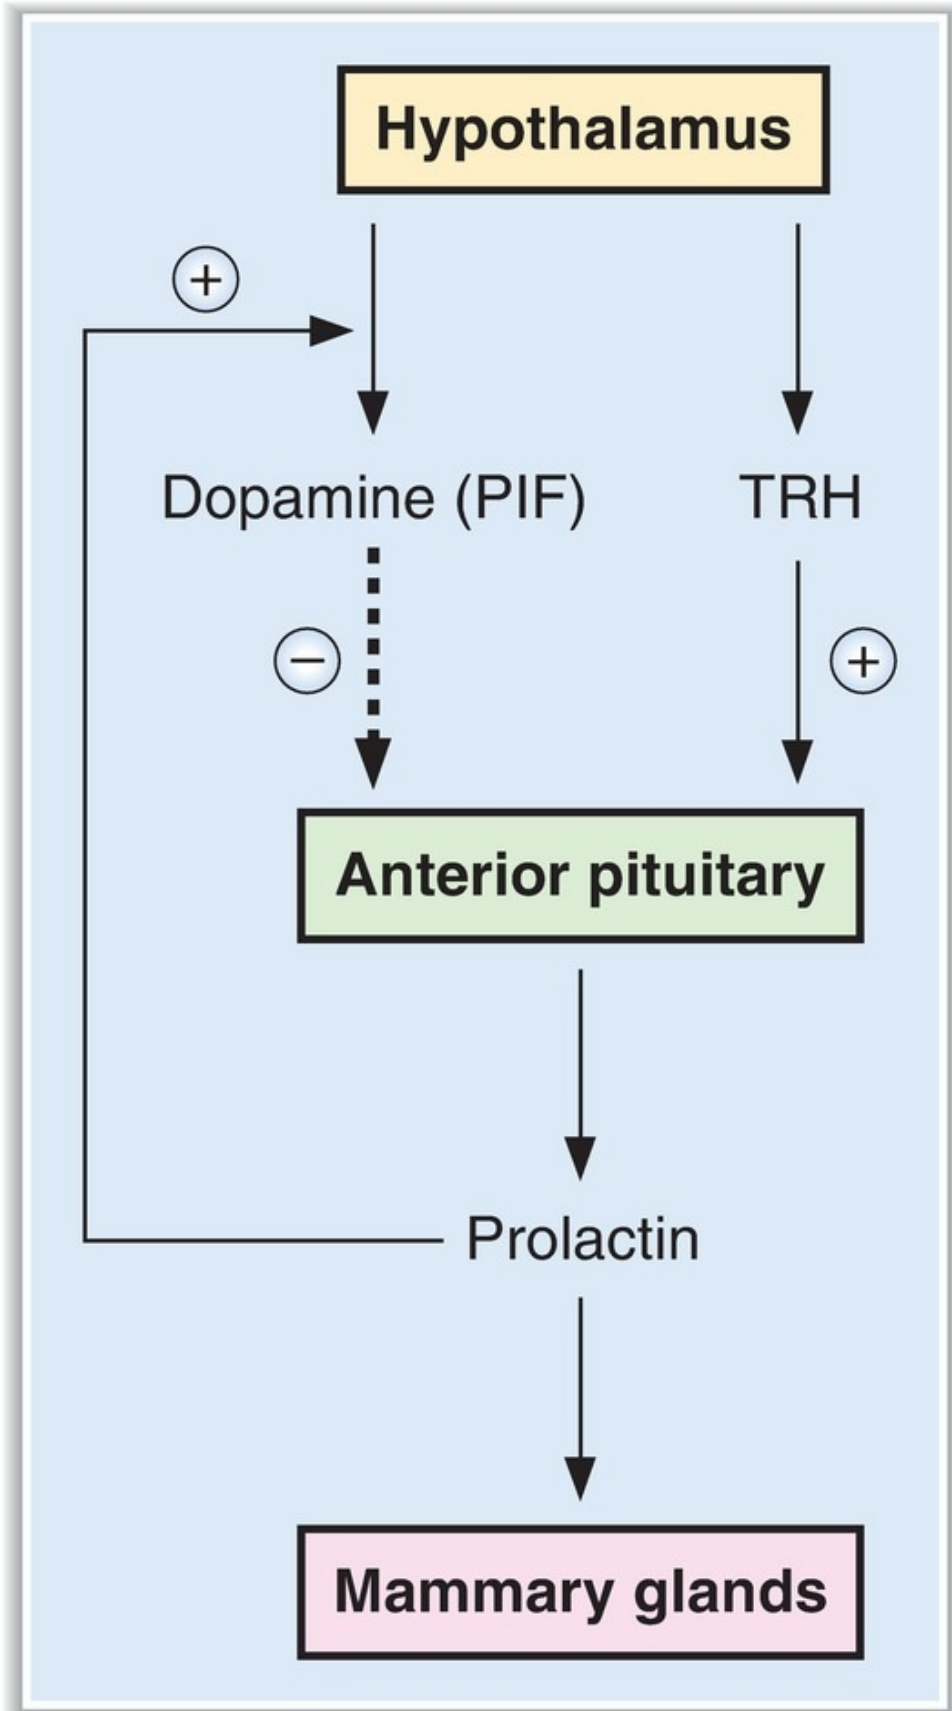 Hypothalamus
+
Dopamine (PIF)
TRH
−
+
Anterior pituitary
Prolactin
Mammary glands